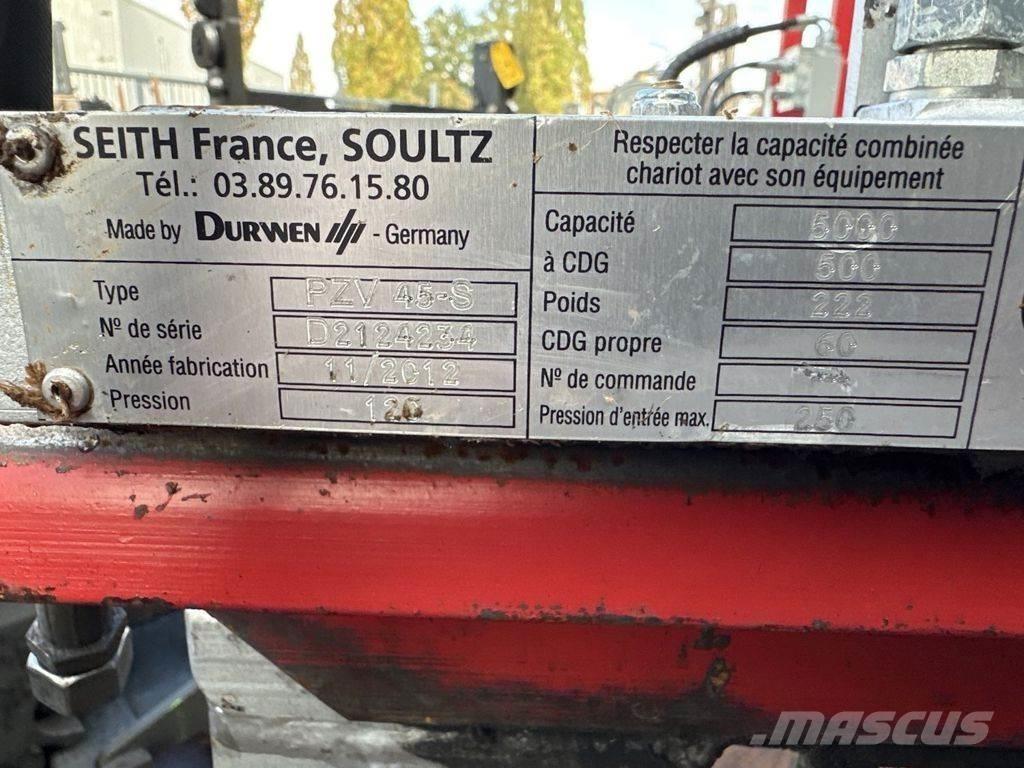 SEITH France, SOULTZ
Tél.: 03.89.76.15.80
Made by DURWEN - Germany
Type PZV 45-S
Nº de série D2124234
Année fabrication 11/2012
Pression 120
Respecter la capacité combinée
chariot avec son équipement
Capacité 5000
à CDG 500
Poids 222
CDG propre 60
Nº de commande
Pression d'entrée max. 250
MASCUS